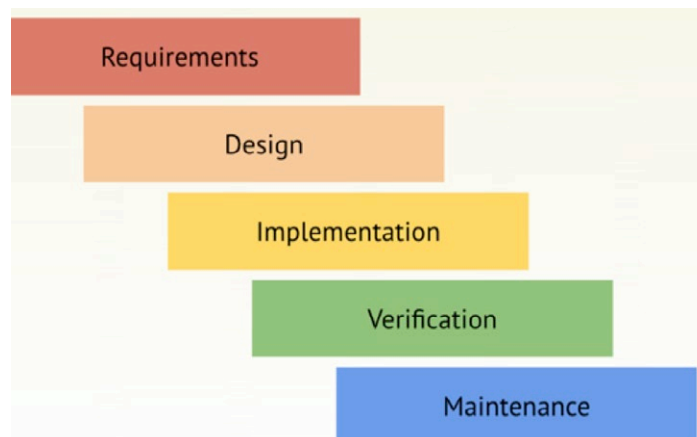 Requirements
Design
Implementation
Verification
Maintenance